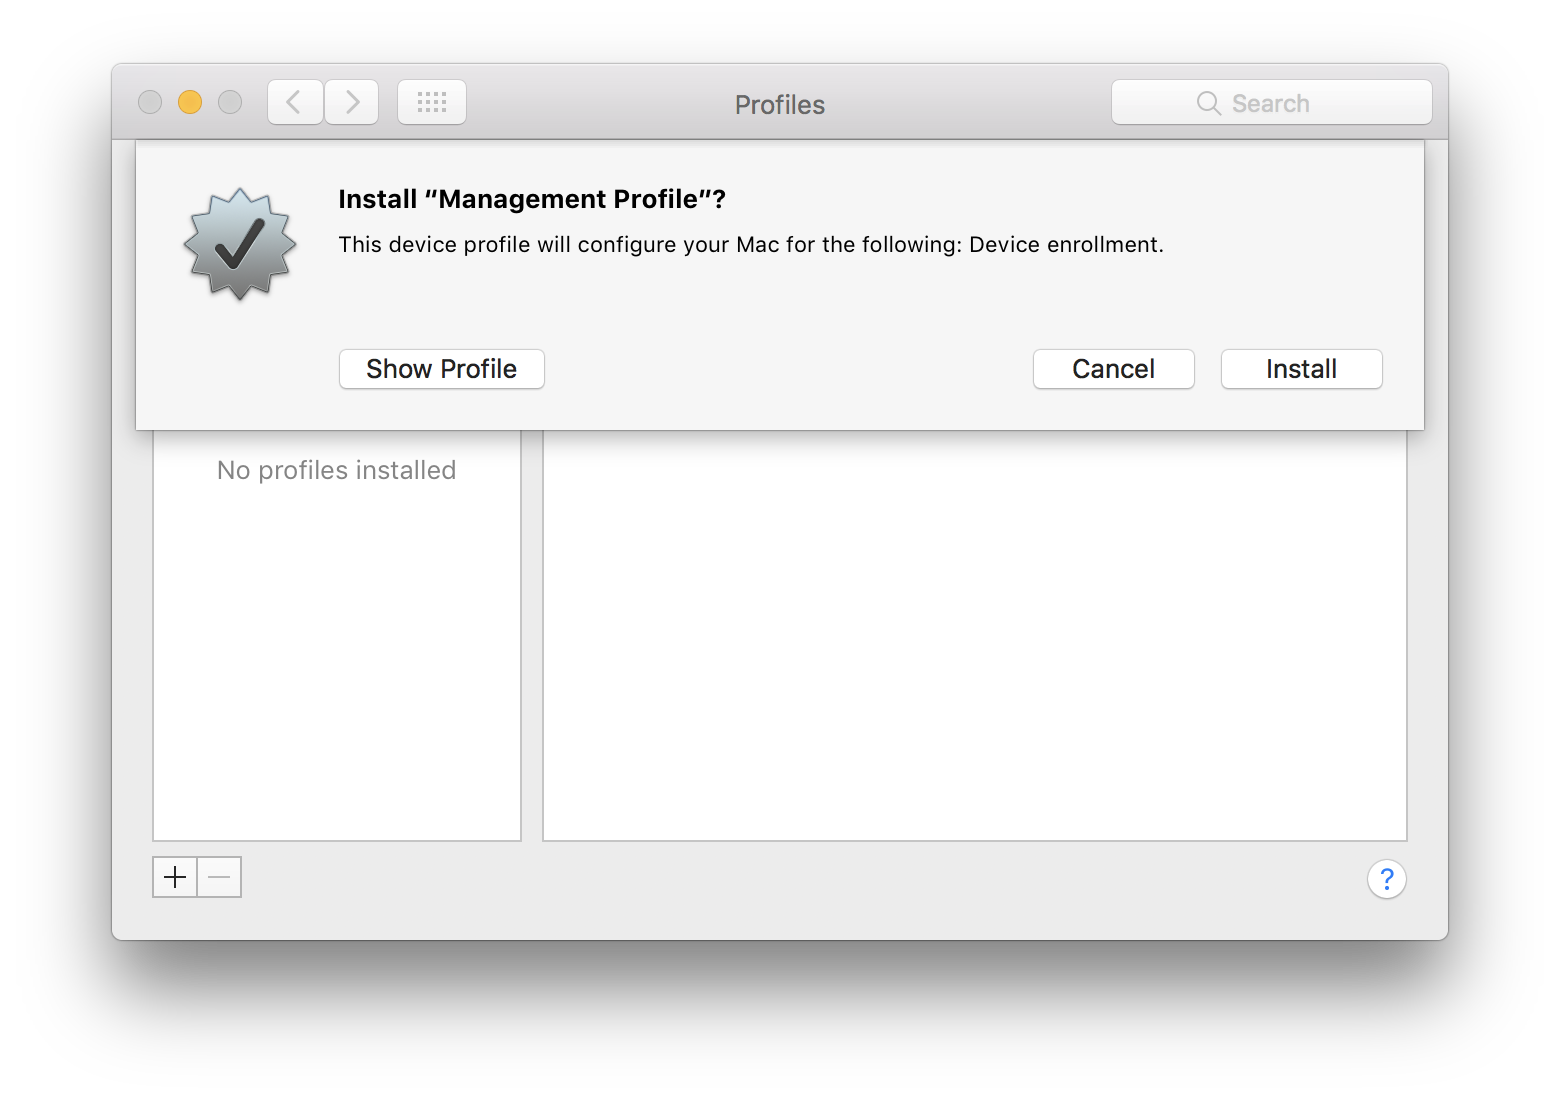 Profiles
Search
Install “Management Profile”?
This device profile will configure your Mac for the following: Device enrollment.
Show Profile
Cancel
Install
No profiles installed
?